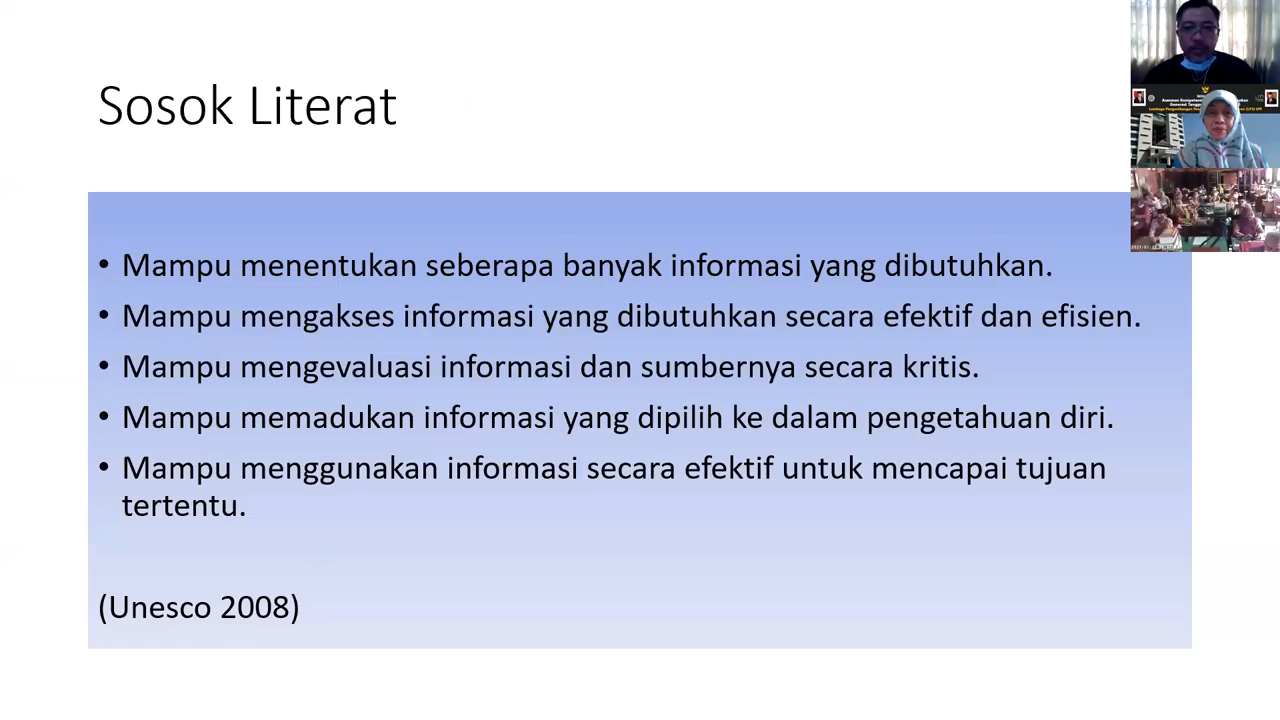 Sosok Literat
• Mampu menentukan seberapa banyak informasi yang dibutuhkan.
• Mampu mengakses informasi yang dibutuhkan secara efektif dan efisien.
• Mampu mengevaluasi informasi dan sumbernya secara kritis.
• Mampu memadukan informasi yang dipilih ke dalam pengetahuan diri.
• Mampu menggunakan informasi secara efektif untuk mencapai tujuan
tertentu.
(Unesco 2008)